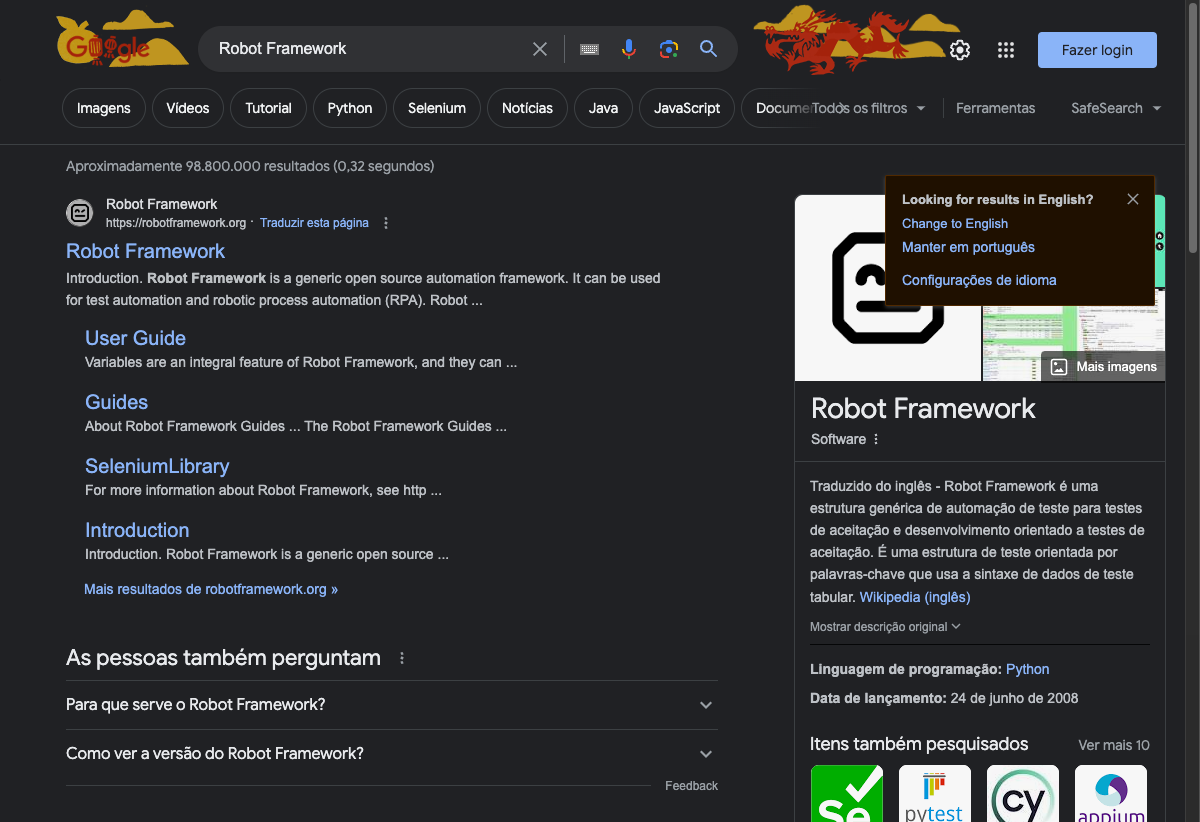 Google
Robot Framework
Fazer login
Imagens
Vídeos
Tutorial
Python
Selenium
Notícias
Java
JavaScript
Todos os filtros
Ferramentas
SafeSearch
Aproximadamente 98.800.000 resultados (0,32 segundos)
Robot Framework
https://robotframework.org · Traduzir esta página
Robot Framework
Introduction. Robot Framework is a generic open source automation framework. It can be used
for test automation and robotic process automation (RPA). Robot ...
User Guide
Variables are an integral feature of Robot Framework, and they can ...
Guides
About Robot Framework Guides ... The Robot Framework Guides ...
SeleniumLibrary
For more information about Robot Framework, see http ...
Introduction
Introduction. Robot Framework is a generic open source ...
Mais resultados de robotframework.org »
As pessoas também perguntam
Para que serve o Robot Framework?
Como ver a versão do Robot Framework?
Feedback
Looking for results in English?
Change to English
Manter em português
Configurações de idioma
Mais imagens
Robot Framework
Software
Traduzido do inglês - Robot Framework é uma
estrutura genérica de automação de teste para testes
de aceitação e desenvolvimento orientado a testes de
aceitação. É uma estrutura de teste orientada por
palavras-chave que usa a sintaxe de dados de teste
tabular. Wikipedia (inglês)
Mostrar descrição original
Linguagem de programação: Python
Data de lançamento: 24 de junho de 2008
Itens também pesquisados
Ver mais 10
Se
pytest
cy
appium